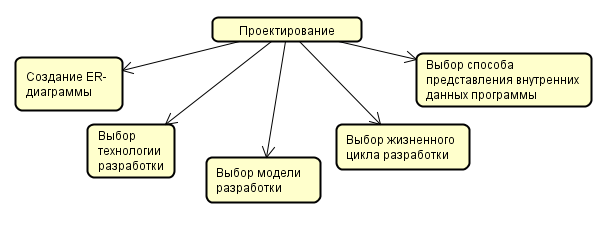 Проектирование
Создание ER-
диаграммы
Выбор
технологии
разработки
Выбор модели
разработки
Выбор жизненного
цикла разработки
Выбор способа
представления внутренних
данных программы